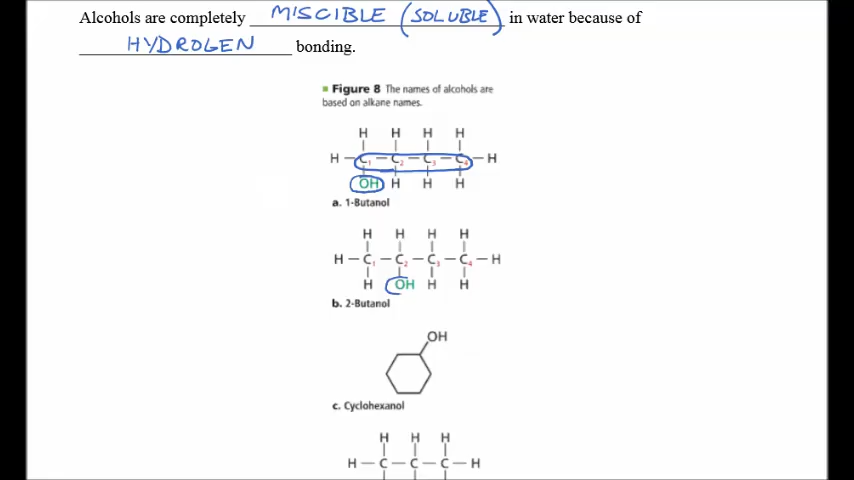 Alcohols are completely MISCIBLE (SOLUBLE) in water because of
HYDROGEN bonding.
Figure 8 The names of alcohols are
based on alkane names.
H H H H
H — C1 — C2 — C3 — C4 — H
OH H H H
a. 1-Butanol
H H H H
H — C1 — C2 — C3 — C4 — H
H OH H H
b. 2-Butanol
OH
c. Cyclohexanol
H H H
H — C — C — C — H